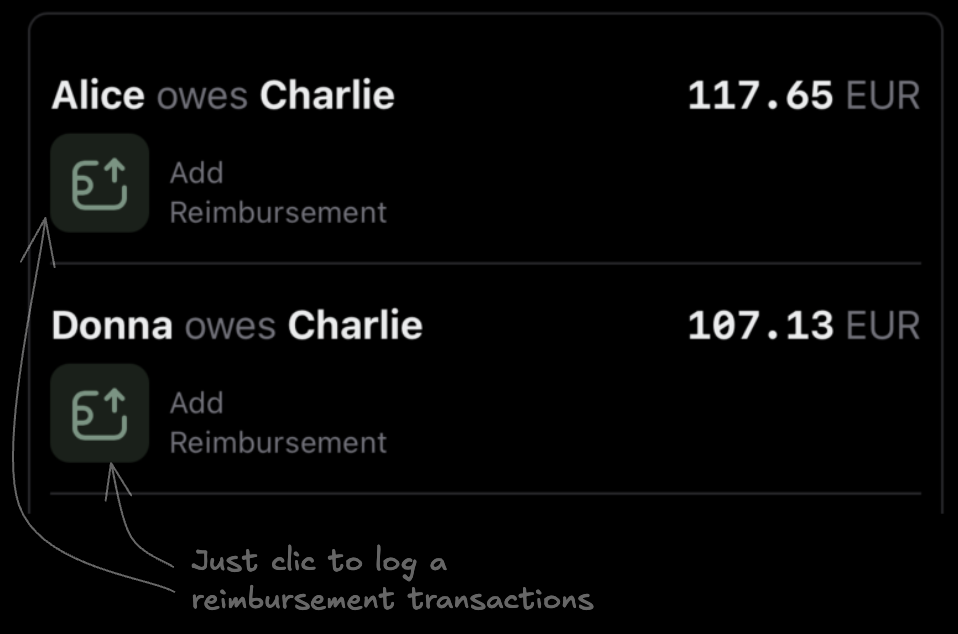 Alice owes Charlie 117.65 EUR
Add
Reimbursement
Donna owes Charlie 107.13 EUR
Add
Reimbursement
Just clic to log a
reimbursement transactions